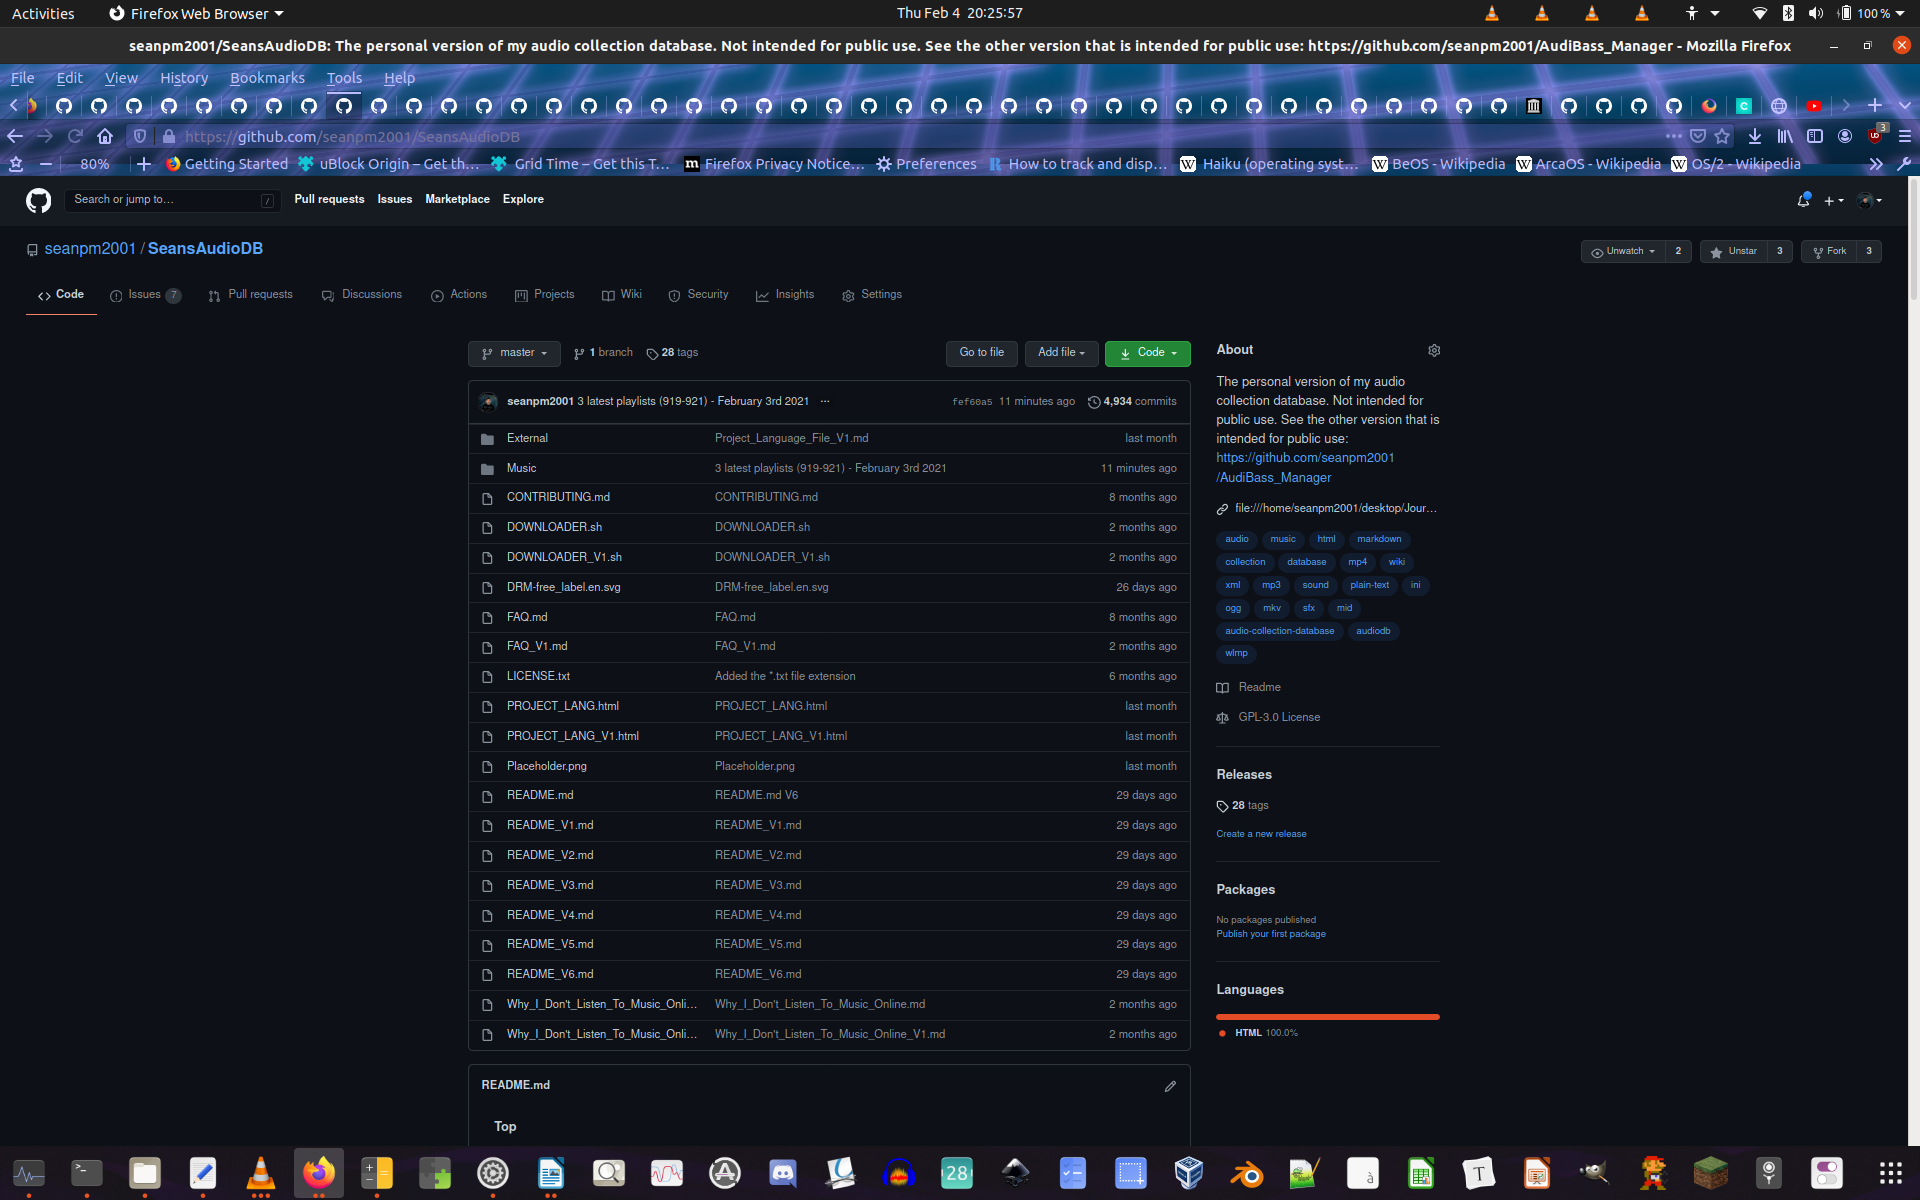 Activities Firefox Web Browser Thu Feb 4 20:25:57 100 %
seanpm2001/SeansAudioDB: The personal version of my audio collection database. Not intended for public use. See the other version that is intended for public use: https://github.com/seanpm2001/AudiBass_Manager - Mozilla Firefox
File Edit View History Bookmarks Tools Help
https://github.com/seanpm2001/SeansAudioDB 3
80% Getting Started uBlock Origin – Get th… Grid Time – Get this T… Firefox Privacy Notice… Preferences How to track and disp… Haiku (operating syst… BeOS - Wikipedia ArcaOS - Wikipedia OS/2 - Wikipedia
Search or jump to… / Pull requests Issues Marketplace Explore
seanpm2001 / SeansAudioDB Unwatch 2 Unstar 3 Fork 3
Code Issues 7 Pull requests Discussions Actions Projects Wiki Security Insights Settings
master 1 branch 28 tags Go to file Add file Code
seanpm2001 3 latest playlists (919-921) - February 3rd 2021 … fef60a5 11 minutes ago 4,934 commits
External Project_Language_File_V1.md last month
Music 3 latest playlists (919-921) - February 3rd 2021 11 minutes ago
CONTRIBUTING.md CONTRIBUTING.md 8 months ago
DOWNLOADER.sh DOWNLOADER.sh 2 months ago
DOWNLOADER_V1.sh DOWNLOADER_V1.sh 2 months ago
DRM-free_label.en.svg DRM-free_label.en.svg 26 days ago
FAQ.md FAQ.md 8 months ago
FAQ_V1.md FAQ_V1.md 2 months ago
LICENSE.txt Added the *.txt file extension 6 months ago
PROJECT_LANG.html PROJECT_LANG.html last month
PROJECT_LANG_V1.html PROJECT_LANG_V1.html last month
Placeholder.png Placeholder.png last month
README.md README.md V6 29 days ago
README_V1.md README_V1.md 29 days ago
README_V2.md README_V2.md 29 days ago
README_V3.md README_V3.md 29 days ago
README_V4.md README_V4.md 29 days ago
README_V5.md README_V5.md 29 days ago
README_V6.md README_V6.md 29 days ago
Why_I_Don't_Listen_To_Music_Onli… Why_I_Don't_Listen_To_Music_Online.md 2 months ago
Why_I_Don't_Listen_To_Music_Onli… Why_I_Don't_Listen_To_Music_Online_V1.md 2 months ago
README.md
Top
About
The personal version of my audio
collection database. Not intended for
public use. See the other version that is
intended for public use:
https://github.com/seanpm2001
/AudiBass_Manager
file:///home/seanpm2001/desktop/Jour…
audio music html markdown
collection database mp4 wiki
xml mp3 sound plain-text ini
ogg mkv sfx mid
audio-collection-database audiodb
wlmp
Readme
GPL-3.0 License
Releases
28 tags
Create a new release
Packages
No packages published
Publish your first package
Languages
HTML 100.0%
28